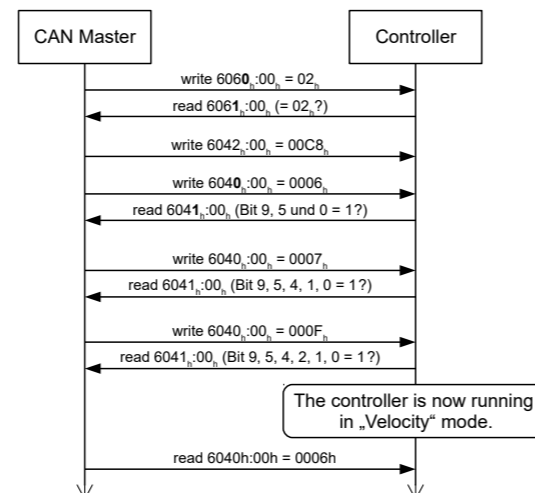 CAN Master
Controller
write 6060ₕ:00ₕ = 02ₕ
read 6061ₕ:00ₕ (= 02ₕ?)
write 6042ₕ:00ₕ = 00C8ₕ
write 6040ₕ:00ₕ = 0006ₕ
read 6041ₕ:00ₕ (Bit 9, 5 und 0 = 1?)
write 6040ₕ:00ₕ = 0007ₕ
read 6041ₕ:00ₕ (Bit 9, 5, 4, 1, 0 = 1?)
write 6040ₕ:00ₕ = 000Fₕ
read 6041ₕ:00ₕ (Bit 9, 5, 4, 2, 1, 0 = 1?)
The controller is now running
in „Velocity“ mode.
read 6040h:00h = 0006h